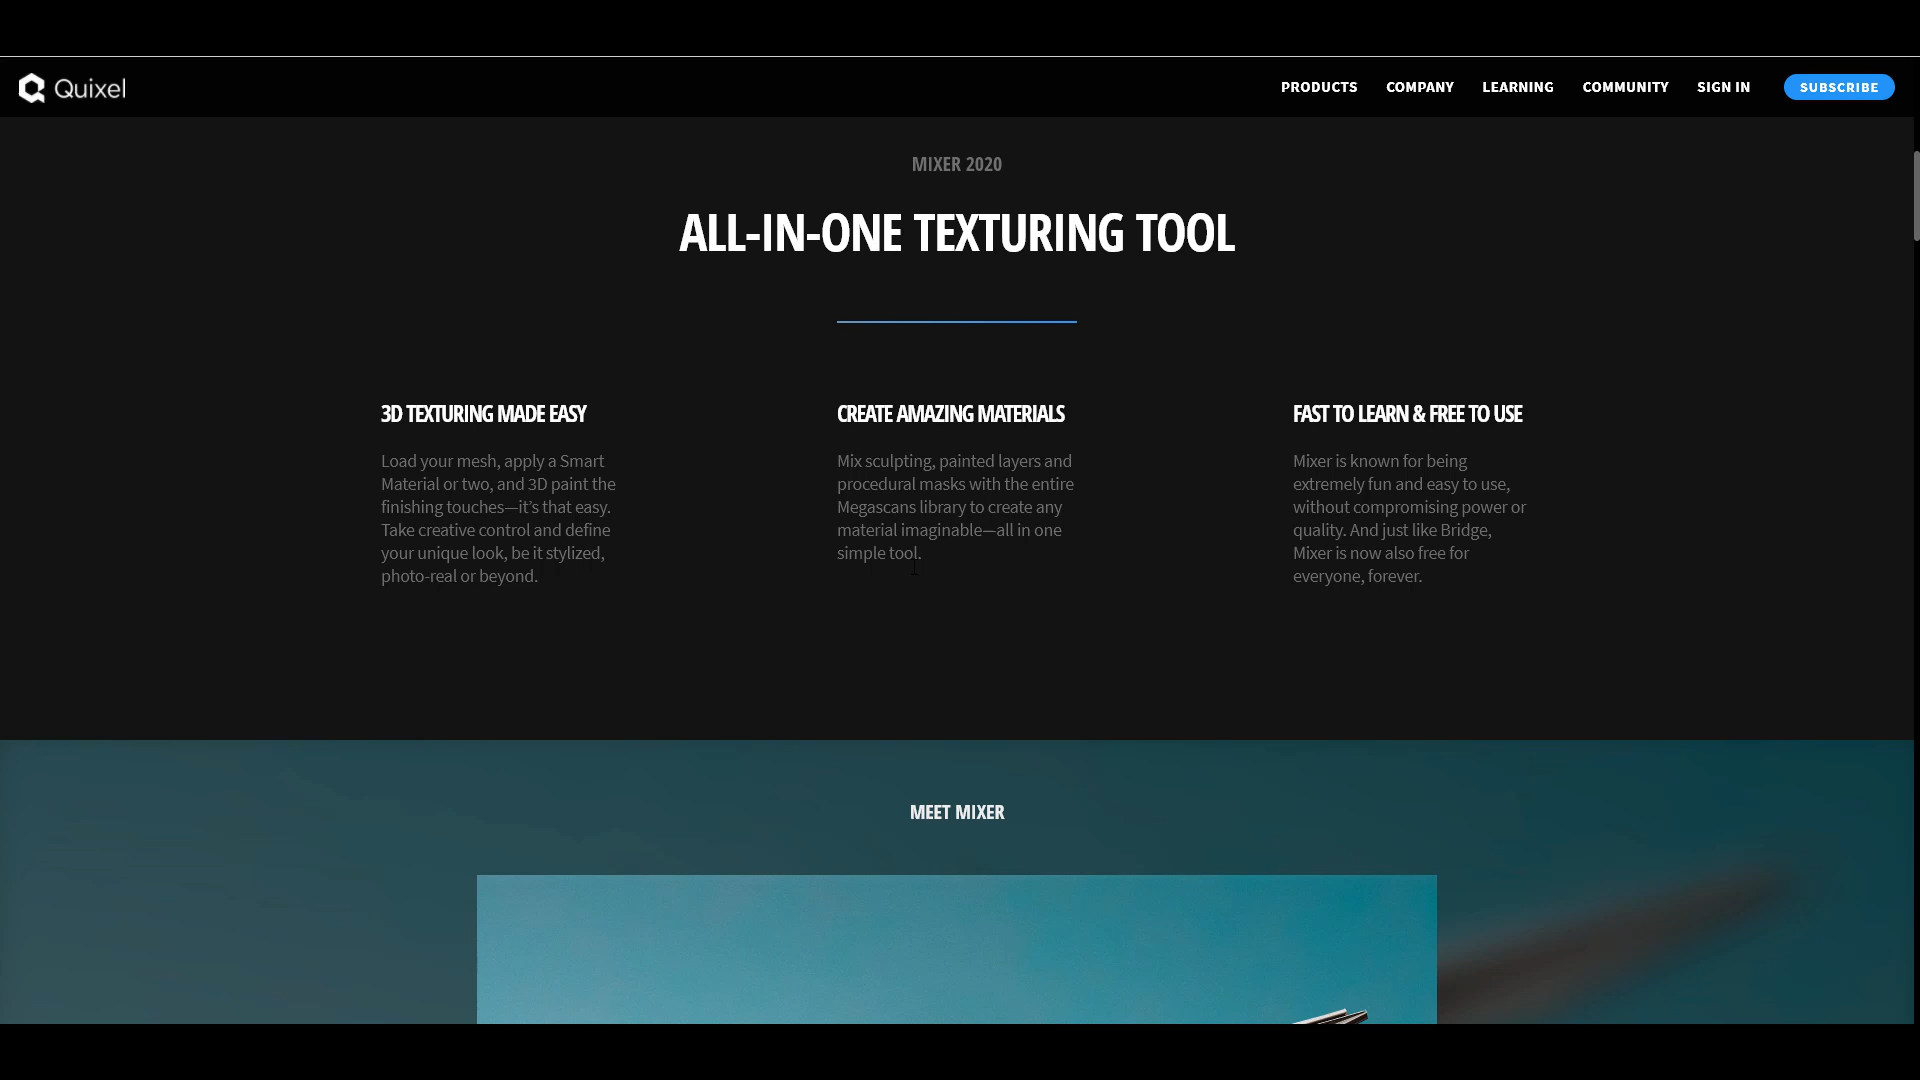 Quixel
PRODUCTS COMPANY LEARNING COMMUNITY SIGN IN SUBSCRIBE
MIXER 2020
ALL-IN-ONE TEXTURING TOOL
3D TEXTURING MADE EASY
Load your mesh, apply a Smart
Material or two, and 3D paint the
finishing touches—it's that easy.
Take creative control and define
your unique look, be it stylized,
photo-real or beyond.
CREATE AMAZING MATERIALS
Mix sculpting, painted layers and
procedural masks with the entire
Megascans library to create any
material imaginable—all in one
simple tool.
FAST TO LEARN & FREE TO USE
Mixer is known for being
extremely fun and easy to use,
without compromising power or
quality. And just like Bridge,
Mixer is now also free for
everyone, forever.
MEET MIXER